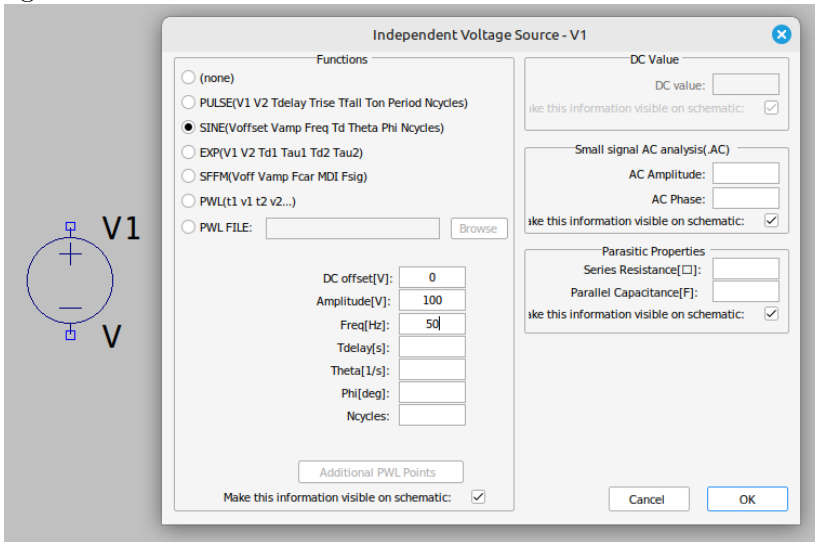 Independent Voltage Source - V1
Functions
(none)
PULSE(V1 V2 Tdelay Trise Tfall Ton Period Ncycles)
SINE(Voffset Vamp Freq Td Theta Phi Ncycles)
EXP(V1 V2 Td1 Tau1 Td2 Tau2)
SFFM(Voff Vamp Fcar MDI Fsig)
PWL(t1 v1 t2 v2...)
PWL FILE: Browse
DC offset[V]: 0
Amplitude[V]: 100
Freq[Hz]: 50
Tdelay[s]:
Theta[1/s]:
Phi[deg]:
Ncycles:
Additional PWL Points
Make this information visible on schematic:
DC Value
DC value:
ake this information visible on schematic:
Small signal AC analysis(.AC)
AC Amplitude:
AC Phase:
ake this information visible on schematic:
Parasitic Properties
Series Resistance[□]:
Parallel Capacitance[F]:
ake this information visible on schematic:
Cancel OK
V1
V